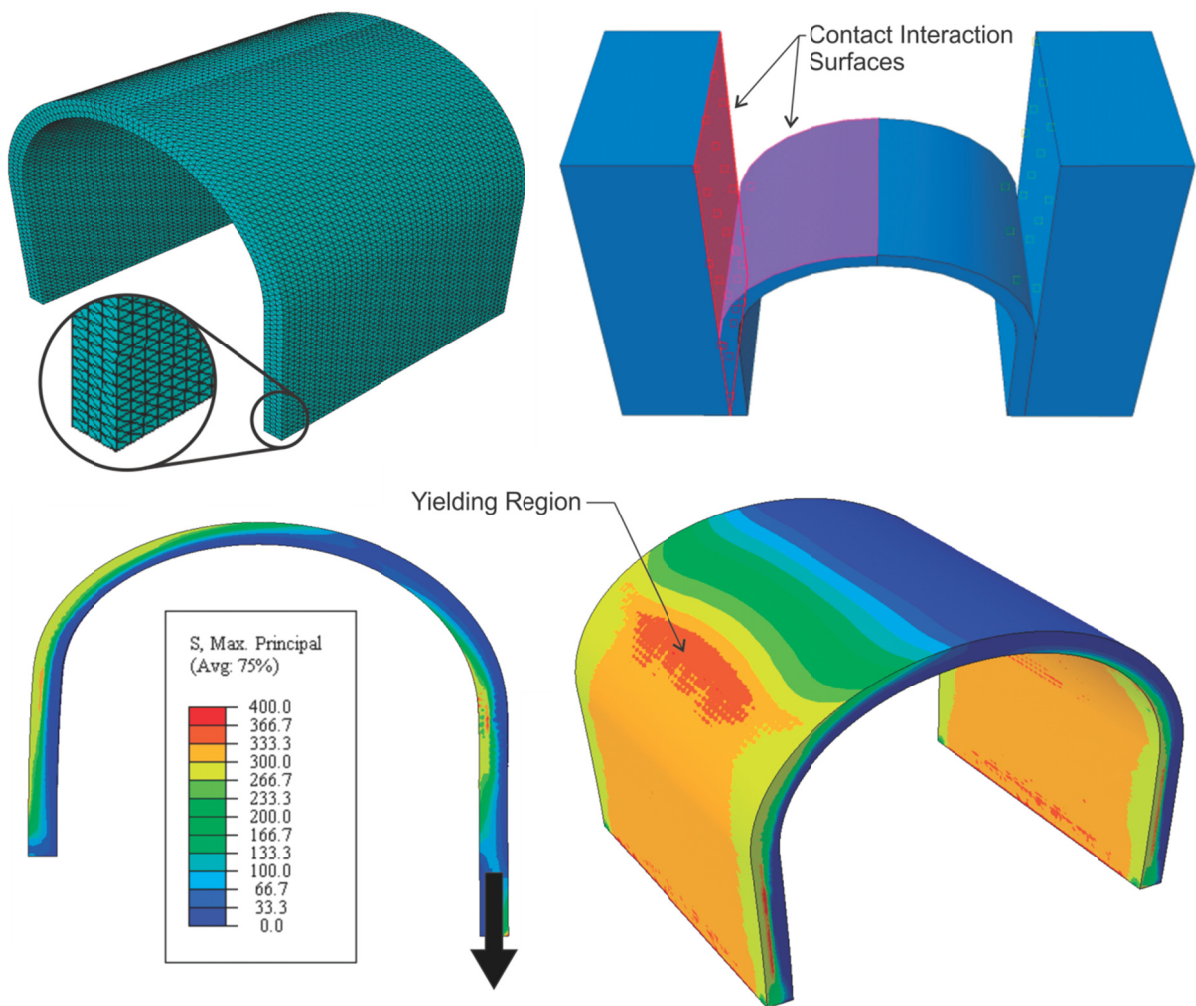 Contact Interaction
Surfaces
Yielding Region
S, Max. Principal
(Avg: 75%)
400.0
366.7
333.3
300.0
266.7
233.3
200.0
166.7
133.3
100.0
66.7
33.3
0.0